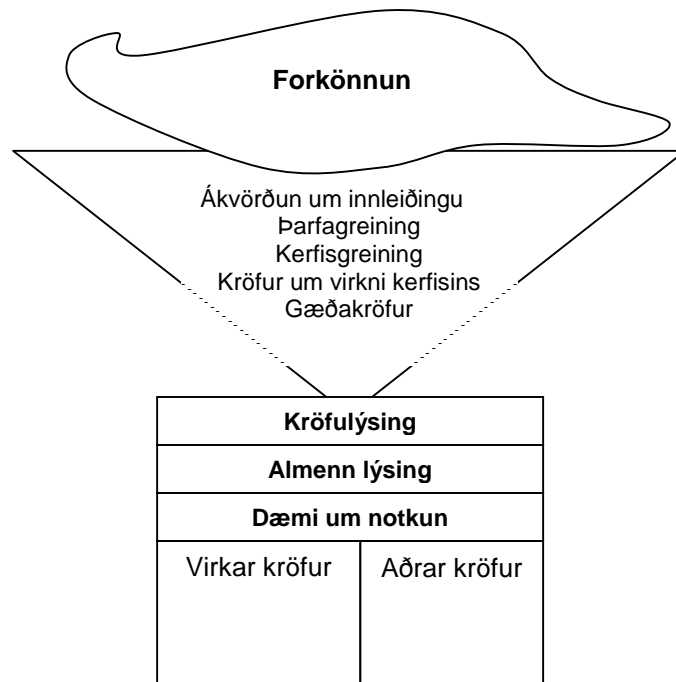 Forkönnun
Ákvörðun um innleiðingu
Þarfagreining
Kerfisgreining
Kröfur um virkni kerfisins
Gæðakröfur
Kröfulýsing
Almenn lýsing
Dæmi um notkun
Virkar kröfur
Aðrar kröfur